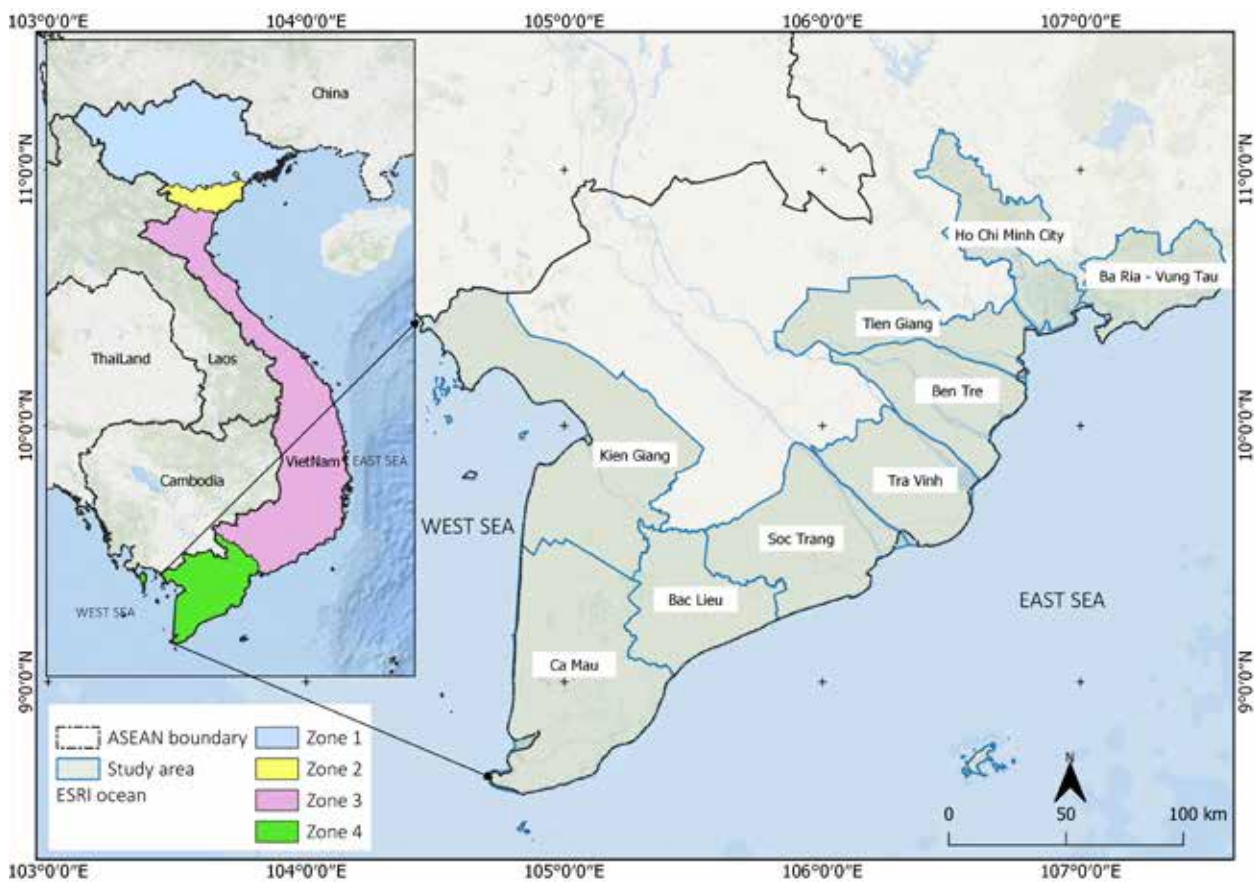 103°0'0"E 104°0'0"E 105°0'0"E 106°0'0"E 107°0'0"E
China
ThaiLand
Laos
VietNam
EAST SEA
Cambodia
WEST SEA
11°0'0"N
10°0'0"N
9°0'0"N
Ho Chi Minh City
Ba Ria - Vung Tau
Tien Giang
Ben Tre
Kien Giang
Tra Vinh
WEST SEA
Soc Trang
Bac Lieu
EAST SEA
Ca Mau
11°0'0"N
10°0'0"N
9°0'0"N
ASEAN boundary
Study area
ESRI ocean
Zone 1
Zone 2
Zone 3
Zone 4
N
0 50 100 km
103°0'0"E 104°0'0"E 105°0'0"E 106°0'0"E 107°0'0"E